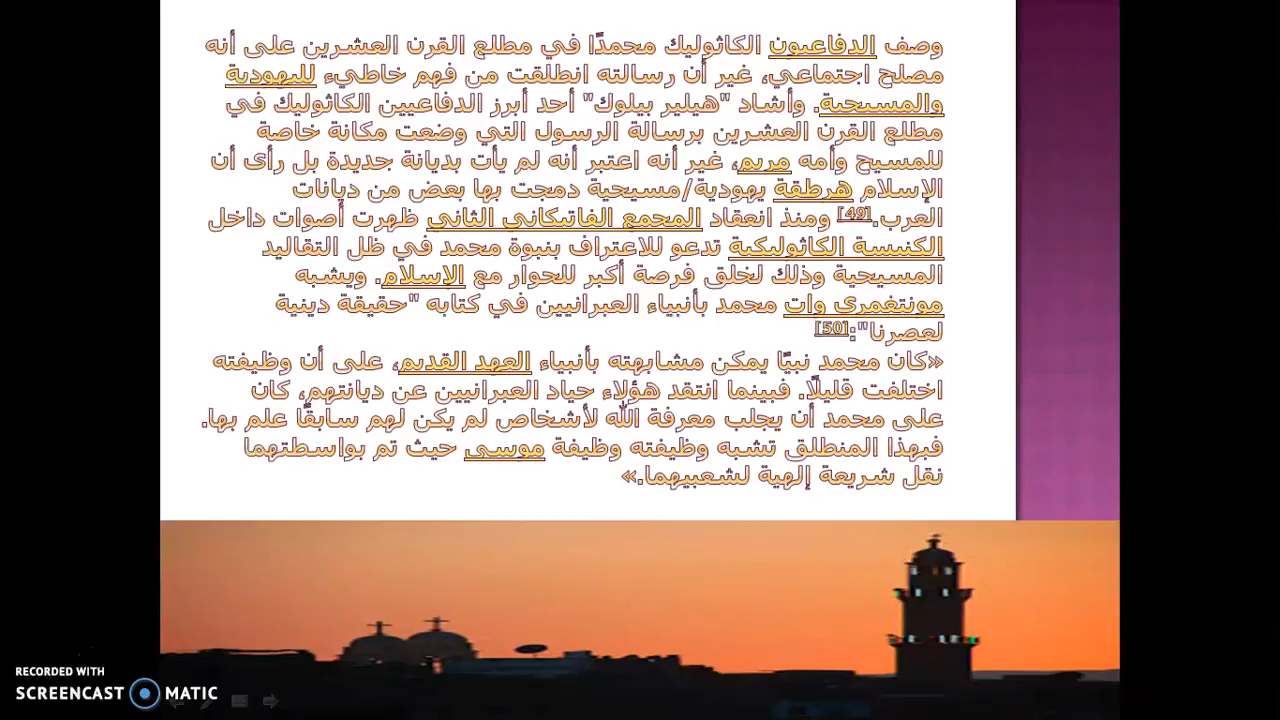 وصف الدفاعيون الكاثوليك محمدًا في مطلع القرن العشرين على أنه
مصلح اجتماعي، غير أن رسالته انطلقت من فهم خاطيء لليهودية
والمسيحية. وأشاد "هيلير بيلوك" أحد أبرز الدفاعيين الكاثوليك في
مطلع القرن العشرين برسالة الرسول التي وضعت مكانة خاصة
للمسيح وأمه مريم، غير أنه اعتبر أنه لم يأت بديانة جديدة بل رأى أن
الإسلام هرطقة يهودية/مسيحية دمجت بها بعض من ديانات
العرب.[49] ومنذ انعقاد المجمع الفاتيكاني الثاني ظهرت أصوات داخل
الكنيسة الكاثوليكية تدعو للاعتراف بنبوة محمد في ظل التقاليد
المسيحية وذلك لخلق فرصة أكبر للحوار مع الإسلام. ويشبه
مونتغمري وات محمد بأنبياء العبرانيين في كتابه "حقيقة دينية
لعصرنا":[50]
«كان محمد نبيًا يمكن مشابهته بأنبياء العهد القديم، على أن وظيفته
اختلفت قليلًا. فبينما انتقد هؤلاء حياد العبرانيين عن ديانتهم، كان
على محمد أن يجلب معرفة الله لأشخاص لم يكن لهم سابقًا علم بها.
فبهذا المنطلق تشبه وظيفته وظيفة موسى حيث تم بواسطتهما
نقل شريعة إلهية لشعبيهما.»
RECORDED WITH
SCREENCAST MATIC